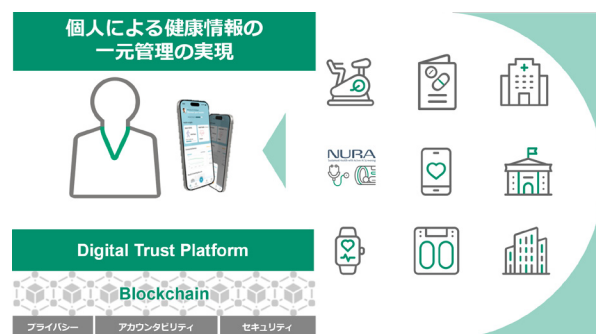 個人による健康情報の
一元管理の実現
NURA
Digital Trust Platform
Blockchain
プライバシー
アカウンタビリティ
セキュリティ